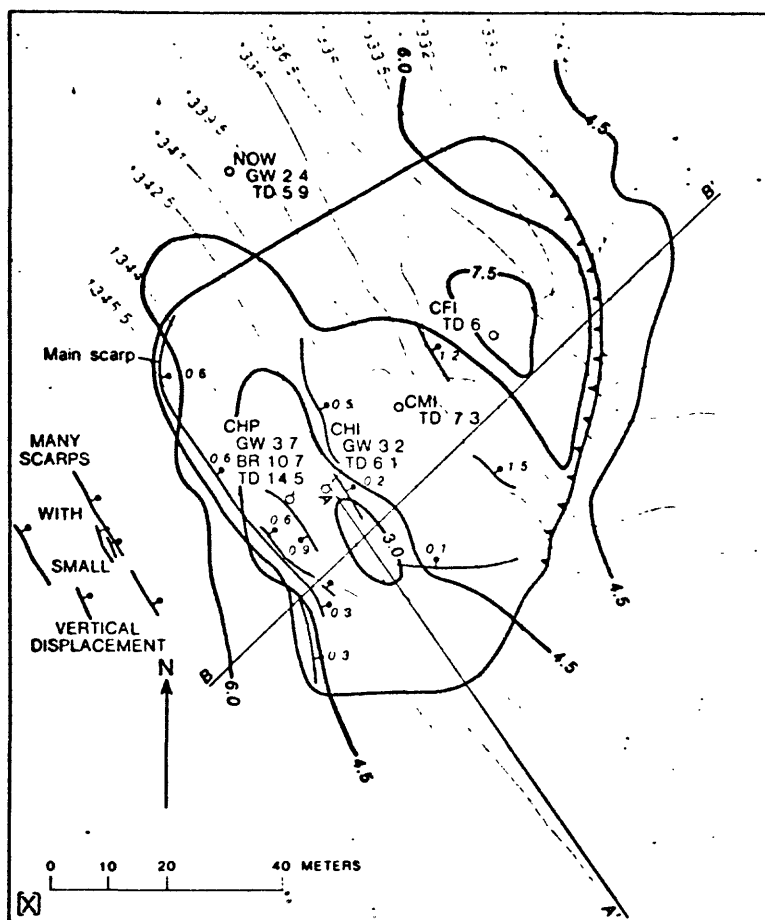 6.0
4.5
NOW
GW 2 4
TD 5 9
B'
7.5
CFI
TD 6
1 2
Main scarp
0 6
0 5
CMI
TD 7 3
CHP
GW 3 7
BR 10 7
TD 14 5
CHI
GW 3 2
TD 6 1
1 5
0 6
0 2
A
MANY
SCARPS
WITH
SMALL
VERTICAL
DISPLACEMENT
0 6
0 9
3.0
0 1
0 3
0 3
4.5
4.5
N
B
6.0
4.5
0 10 20 40 METERS
A'